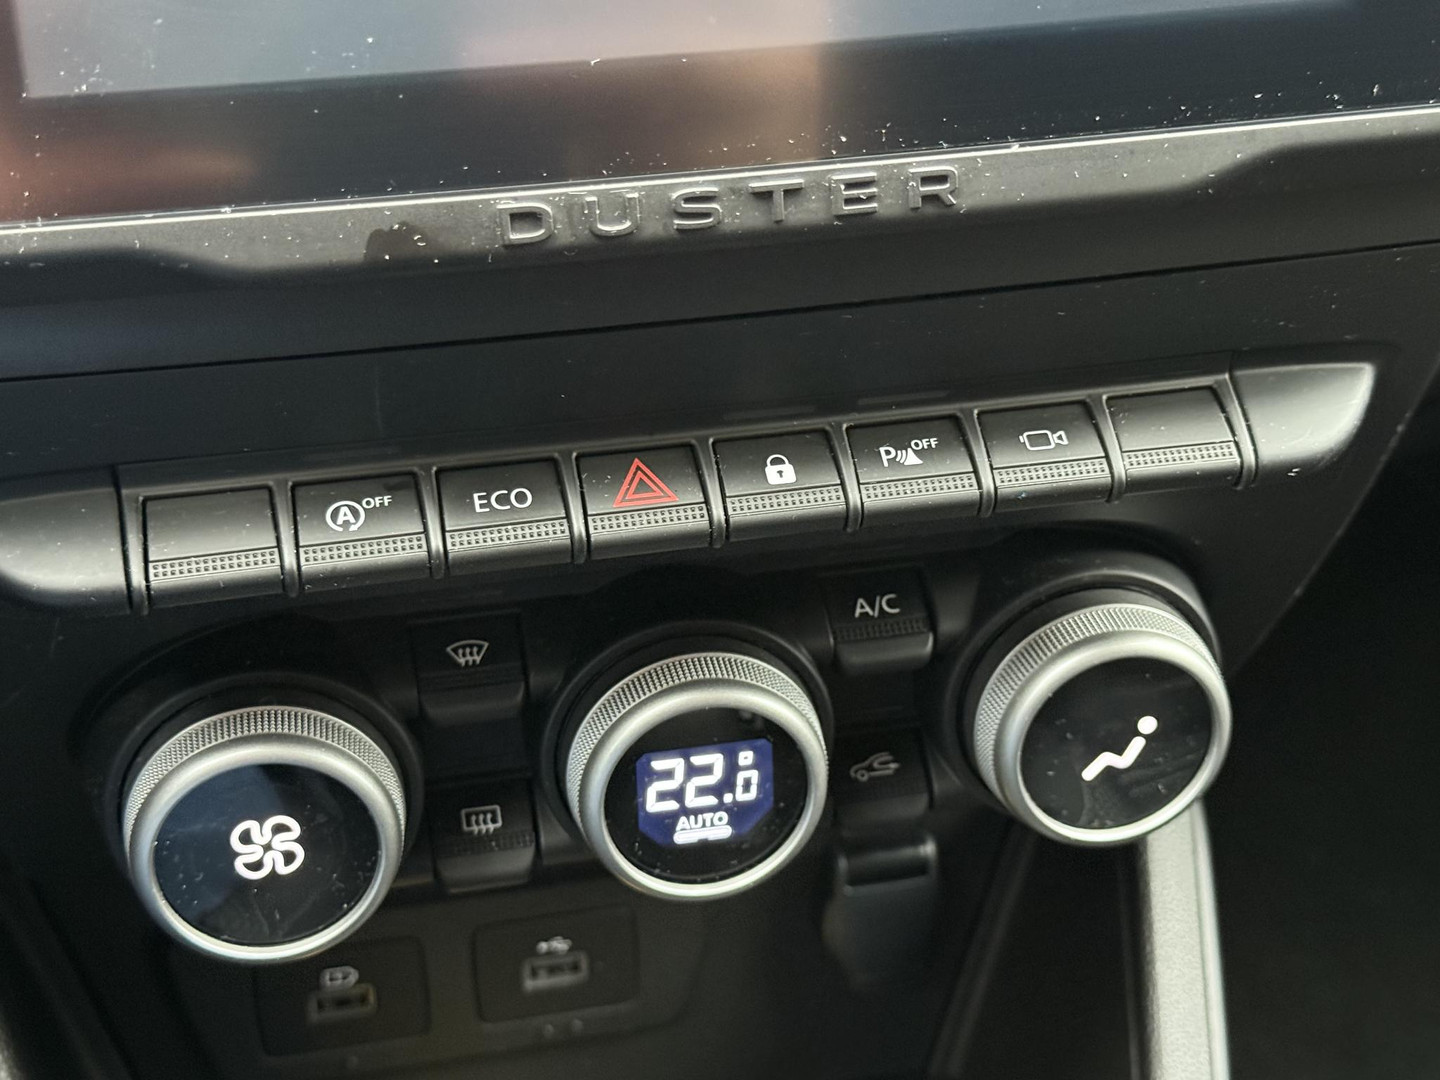 DUSTER
A OFF
ECO
P OFF
A/C
22.0°
AUTO